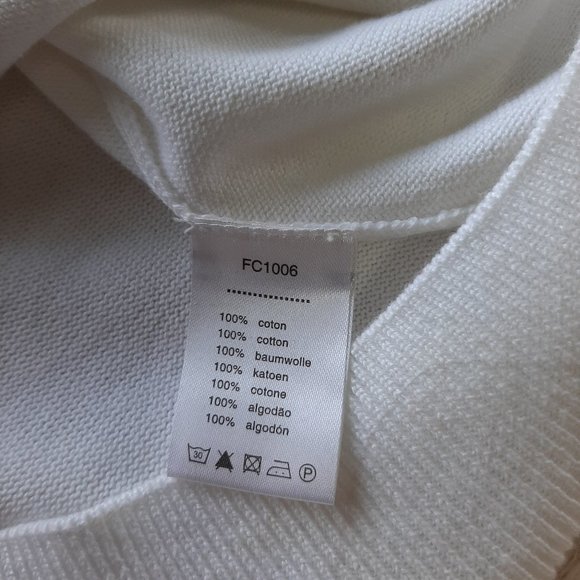 FC1006
.................
100% coton
100% cotton
100% baumwolle
100% katoen
100% cotone
100% algodão
100% algodón
30 P